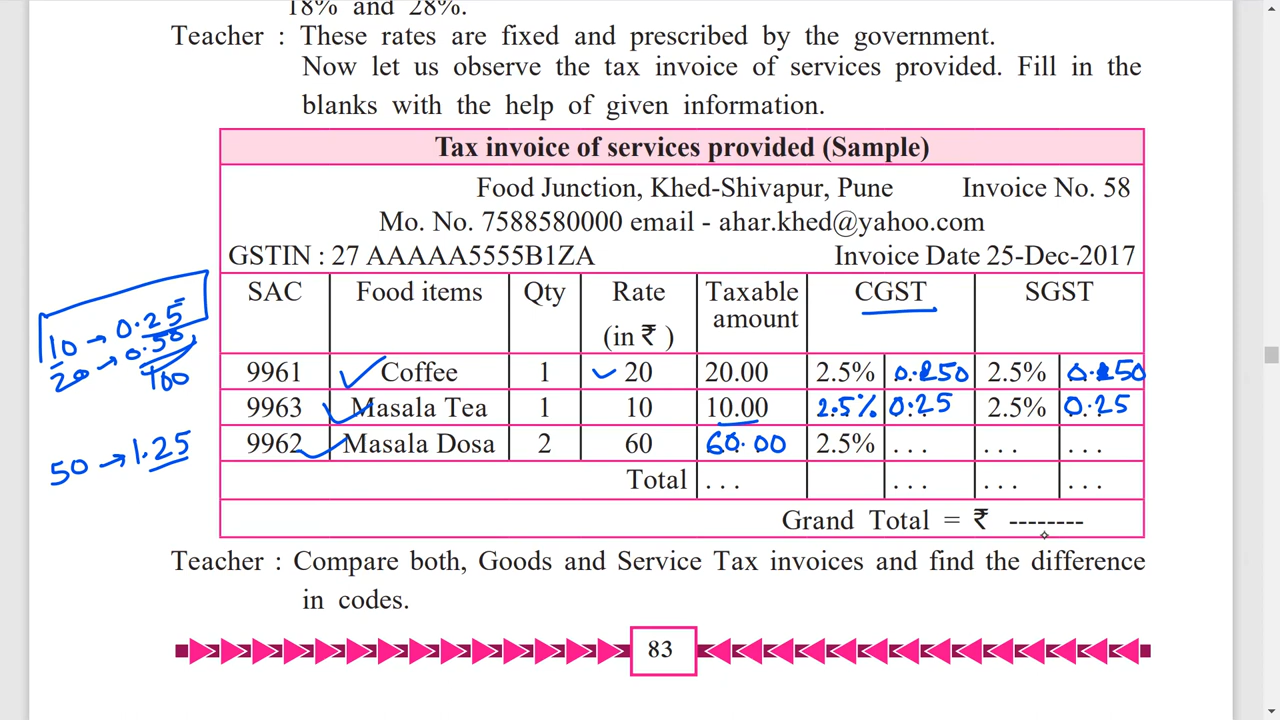 18% and 28%.
Teacher : These rates are fixed and prescribed by the government.
Now let us observe the tax invoice of services provided. Fill in the
blanks with the help of given information.
Tax invoice of services provided (Sample)
Food Junction, Khed-Shivapur, Pune Invoice No. 58
Mo. No. 7588580000 email - ahar.khed@yahoo.com
GSTIN : 27 AAAAA5555B1ZA Invoice Date 25-Dec-2017
SAC Food items Qty Rate (in ₹ ) Taxable amount CGST SGST
9961 Coffee 1 20 20.00 2.5% 0.50 2.5% 0.50
9963 Masala Tea 1 10 10.00 2.5% 0.25 2.5% 0.25
9962 Masala Dosa 2 60 60.00 2.5% ... ... ...
Total ... ... ... ...
Grand Total = ₹ --------
10 → 0.25
20 → 0.50
100
50 → 1.25
Teacher : Compare both, Goods and Service Tax invoices and find the difference
in codes.
83